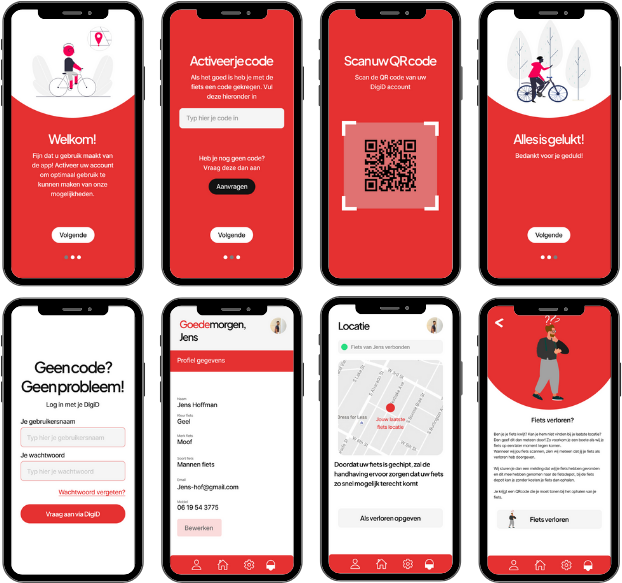 Welkom!
Fijn dat u gebruik maakt van
de app! Activeer uw account
om optimaal gebruik te
kunnen maken van onze
mogelijkheden.
Volgende
Activeer je code
Als het goed is heb je met de
fiets een code gekregen. Vul
deze hieronder in
Typ hier je code in
Heb je nog geen code?
Vraag deze dan aan
Aanvragen
Volgende
Scan uw QR code
Scan de QR code van uw
DigiD account
Alles is gelukt!
Bedankt voor je geduld!
Volgende
Geen code?
Geen probleem!
Log in met je DigiD
Je gebruikersnaam
Typ hier je gebruikersnaam
Je wachtwoord
Typ hier je wachtwoord
Wachtwoord vergeten?
Vraag aan via DigiD
Goedemorgen,
Jens
Profiel gegevens
Naam
Jens Hoffman
Kleur fiets
Geel
Merk fiets
Moof
Soort fiets
Mannen fiets
Email
Jens-hof@gmail.com
Mobiel
06 19 54 3775
Bewerken
Locatie
Fiets van Jens verbonden
Dress for Less
Jouw laatste
fiets locatie
Doordat uw fiets is gechipt, zal de
handhaving ervoor zorgen dat uw fiets
zo snel mogelijk terecht komt
Als verloren opgeven
Fiets verloren?
Fiets verloren